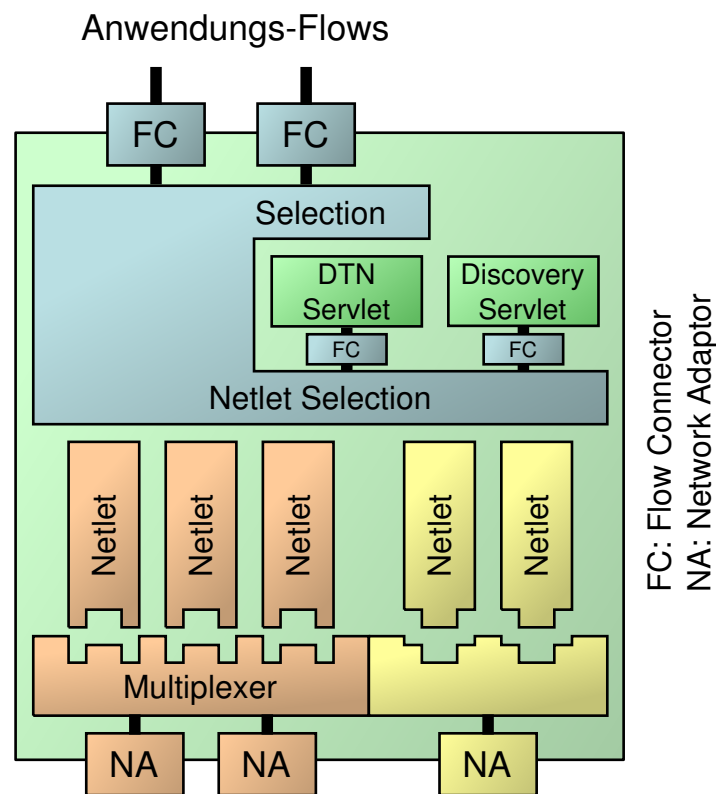 Anwendungs-Flows
FC
FC
Selection
DTN
Servlet
Discovery
Servlet
FC
FC
Netlet Selection
Netlet
Netlet
Netlet
Netlet
Netlet
Multiplexer
NA
NA
NA
FC: Flow Connector
NA: Network Adaptor